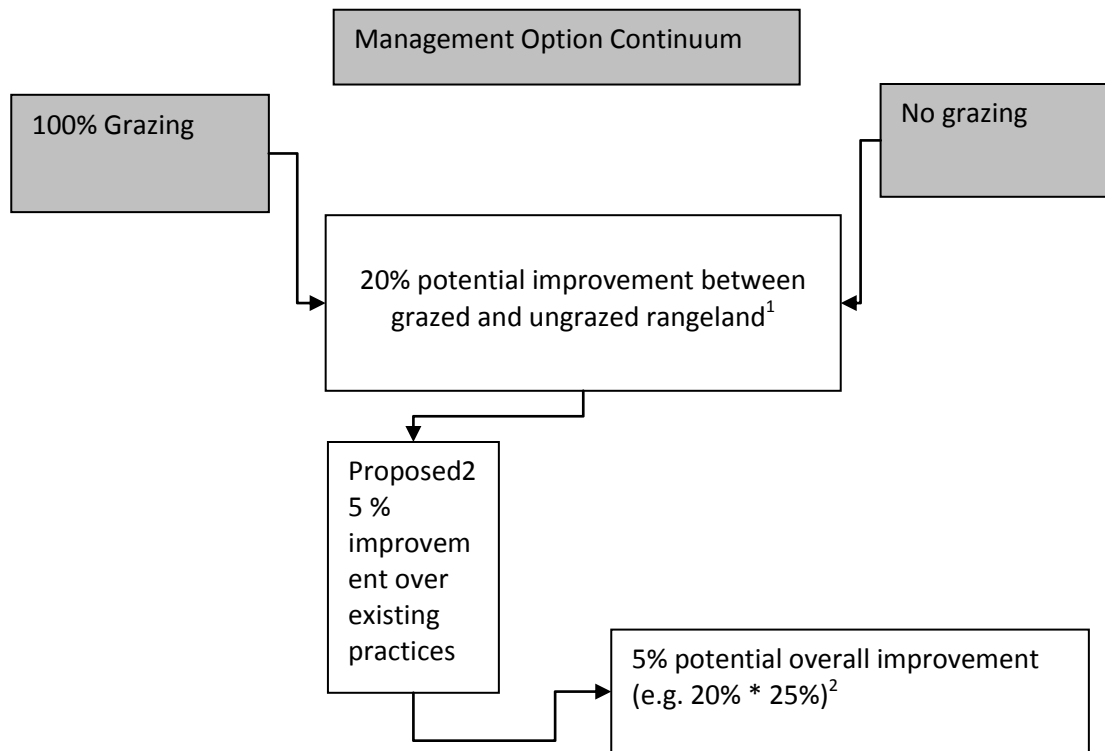 Management Option Continuum
100% Grazing
No grazing
20% potential improvement between
grazed and ungrazed rangeland¹
Proposed2
5 %
improvem
ent over
existing
practices
5% potential overall improvement
(e.g. 20% * 25%)²